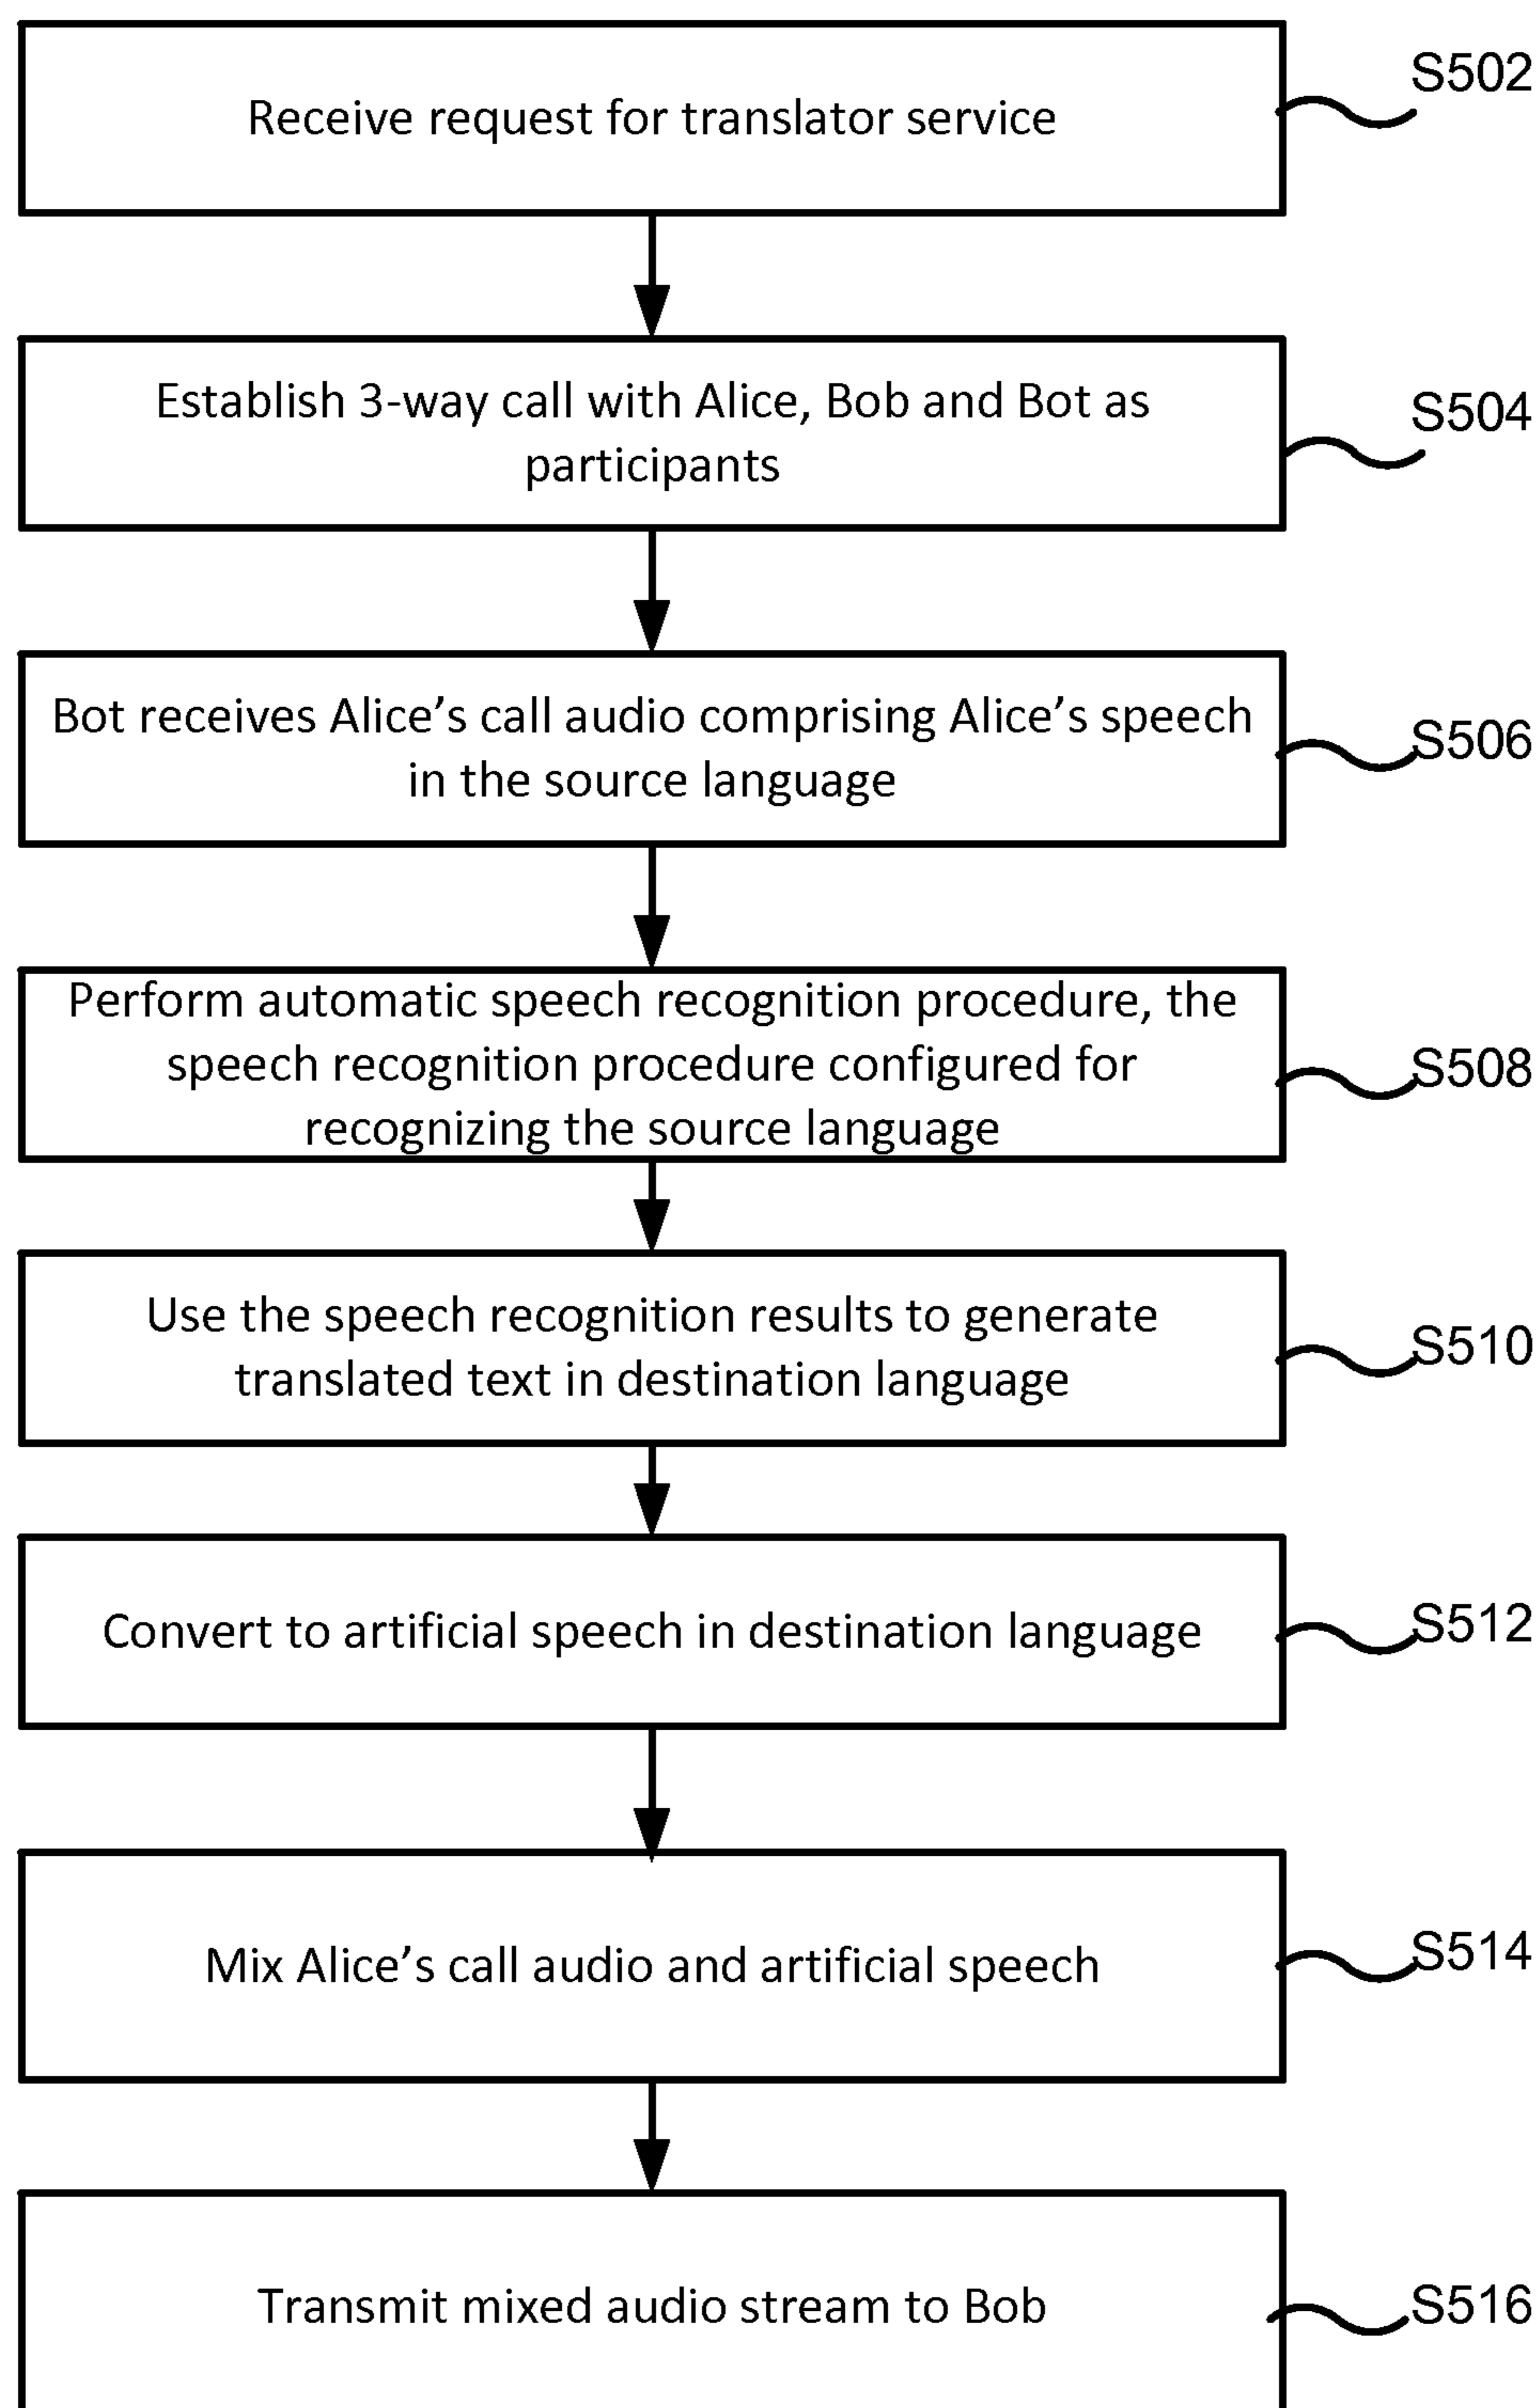 Receive request for translator service
S502
Establish 3-way call with Alice, Bob and Bot as
participants
S504
Bot receives Alice’s call audio comprising Alice’s speech
in the source language
S506
Perform automatic speech recognition procedure, the
speech recognition procedure configured for
recognizing the source language
S508
Use the speech recognition results to generate
translated text in destination language
S510
Convert to artificial speech in destination language
S512
Mix Alice’s call audio and artificial speech
S514
Transmit mixed audio stream to Bob
S516